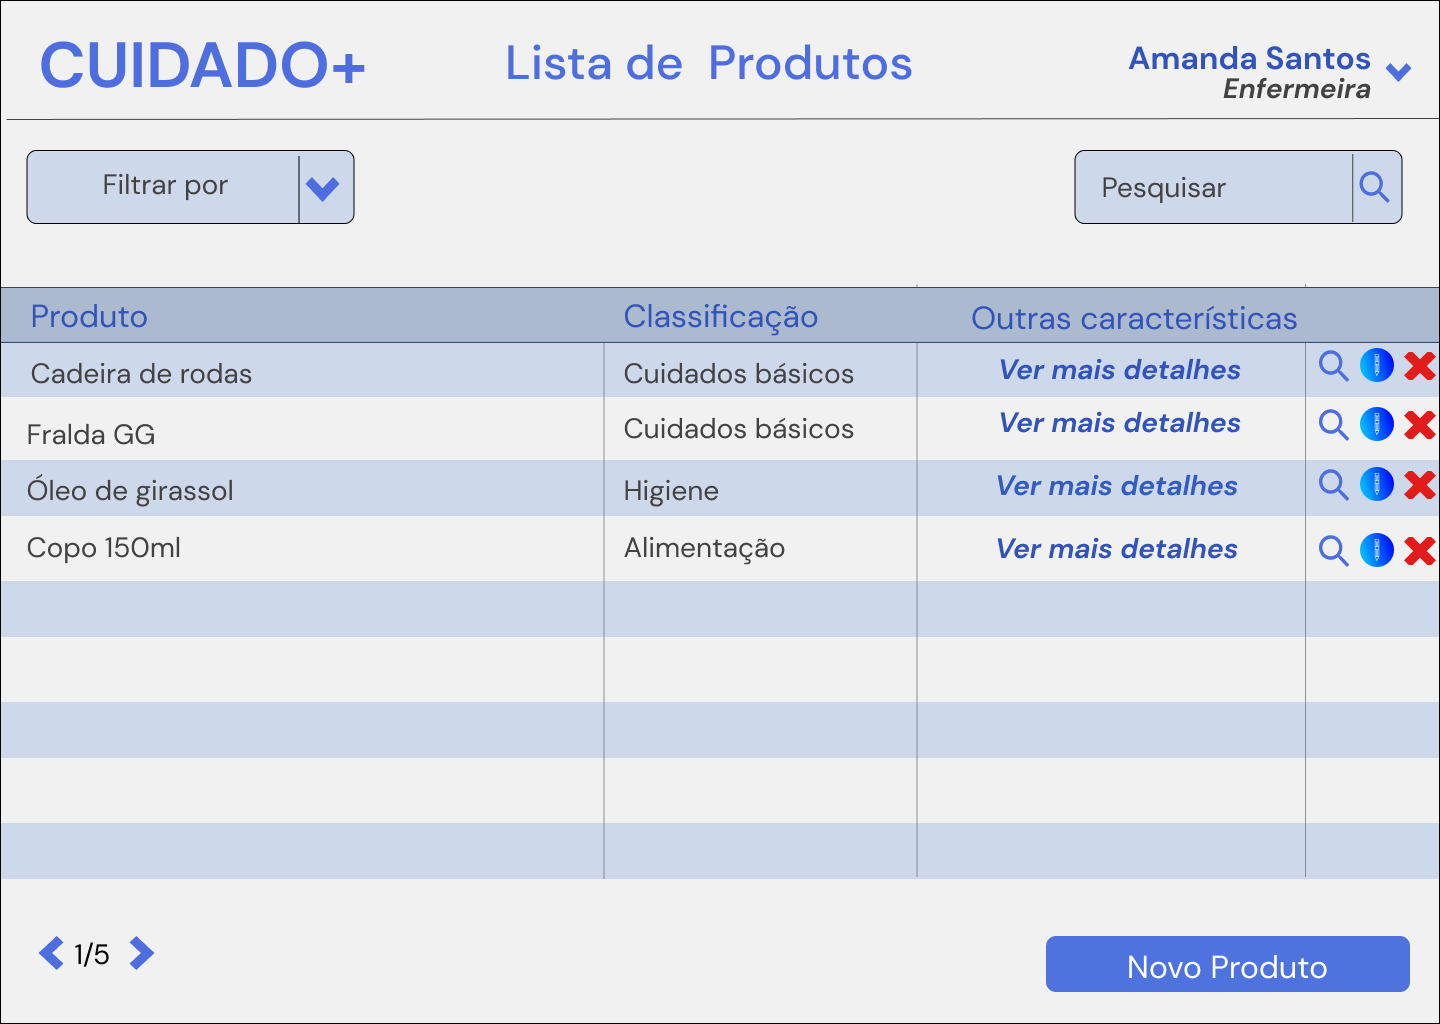 CUIDADO+
Lista de Produtos
Amanda Santos
Enfermeira
Filtrar por
Pesquisar
Produto Classificação Outras características
Cadeira de rodas Cuidados básicos Ver mais detalhes
Fralda GG Cuidados básicos Ver mais detalhes
Óleo de girassol Higiene Ver mais detalhes
Copo 150ml Alimentação Ver mais detalhes
1/5
Novo Produto